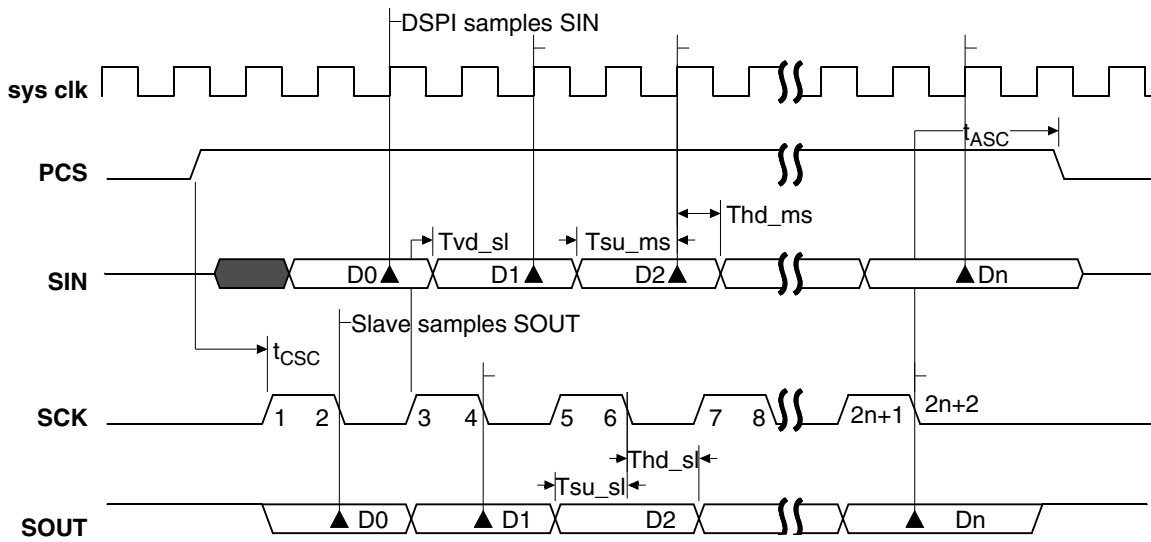 DSPI samples SIN
sys clk
tASC
PCS
Thd_ms
Tvd_sl Tsu_ms
SIN D0 D1 D2 Dn
Slave samples SOUT
tCSC
SCK 1 2 3 4 5 6 7 8 2n+1 2n+2
Thd_sl
Tsu_sl
SOUT D0 D1 D2 Dn